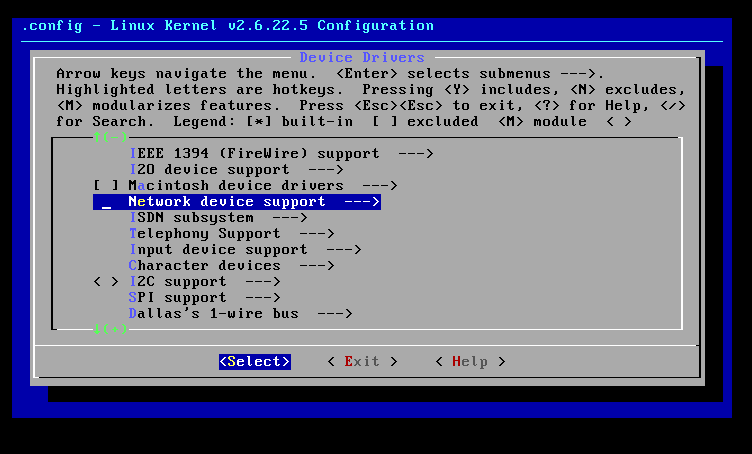 .config - Linux Kernel v2.6.22.5 Configuration
Device Drivers
Arrow keys navigate the menu.  <Enter> selects submenus --->.
Highlighted letters are hotkeys.  Pressing <Y> includes, <N> excludes,
<M> modularizes features.  Press <Esc><Esc> to exit, <?> for Help, </>
for Search.  Legend: [*] built-in  [ ] excluded  <M> module  < >
↑(-)
IEEE 1394 (FireWire) support  --->
I2O device support  --->
[ ] Macintosh device drivers  --->
Network device support  --->
ISDN subsystem  --->
Telephony Support  --->
Input device support  --->
Character devices  --->
< > I2C support  --->
SPI support  --->
Dallas's 1-wire bus  --->
↓(+)
<Select>    < Exit >    < Help >